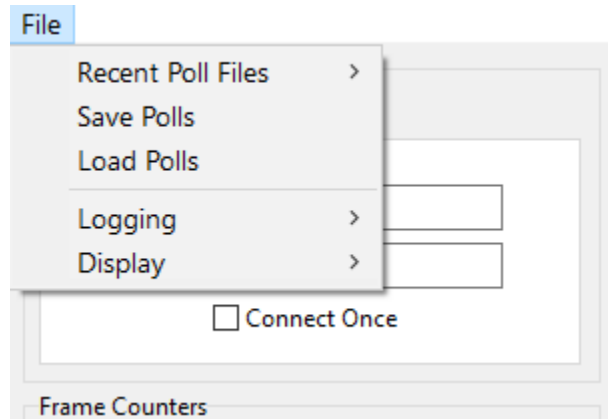 File
Recent Poll Files >
Save Polls
Load Polls
Logging >
Display >
Connect Once
Frame Counters